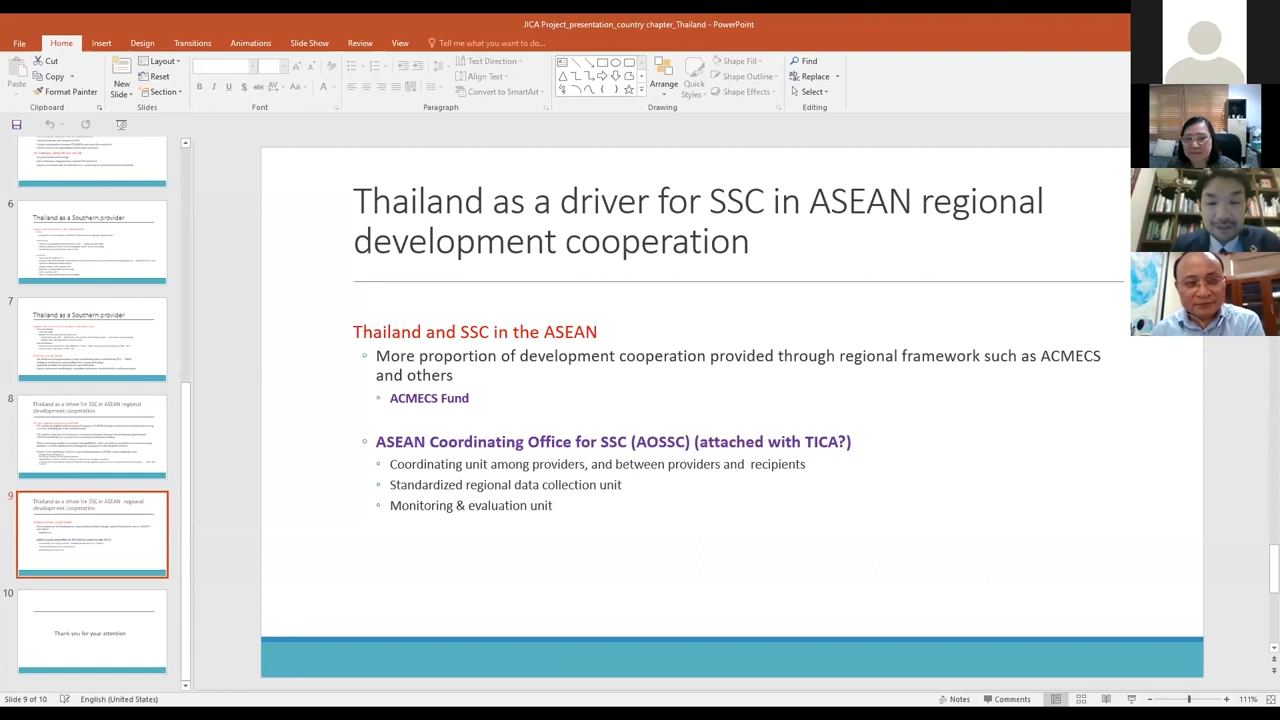 JICA Project_presentation_country chapter_Thailand - PowerPoint
File Home Insert Design Transitions Animations Slide Show Review View Tell me what you want to do...
Paste
Cut
Copy
Format Painter
Clipboard
New
Slide
Layout
Reset
Section
Slides
Font
Text Direction
Align Text
Convert to SmartArt
Paragraph
Arrange
Quick
Styles
Shape Fill
Shape Outline
Shape Effects
Drawing
Find
Replace
Select
Editing
6
Thailand as a Southern provider
7
Thailand as a Southern provider
8
Thailand as a driver for SSC in ASEAN regional
development cooperation
9
Thailand as a driver for SSC in ASEAN regional
development cooperation
10
Thank you for your attention
Thailand as a driver for SSC in ASEAN regional
development cooperation
Thailand and SSC in the ASEAN
More proportion of development cooperation provided through regional framework such as ACMECS
and others
ACMECS Fund
ASEAN Coordinating Office for SSC (AOSSC) (attached with TICA?)
Coordinating unit among providers, and between providers and recipients
Standardized regional data collection unit
Monitoring & evaluation unit
Slide 9 of 10 English (United States) Notes Comments 111%